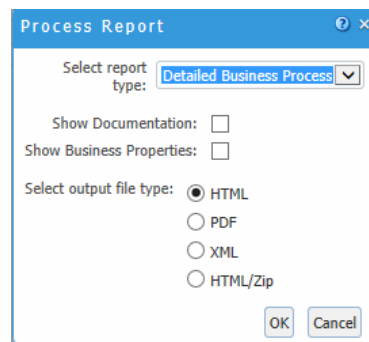 Process Report
Select report
type:
Detailed Business Process
Show Documentation:
Show Business Properties:
Select output file type:
HTML
PDF
XML
HTML/Zip
OK Cancel